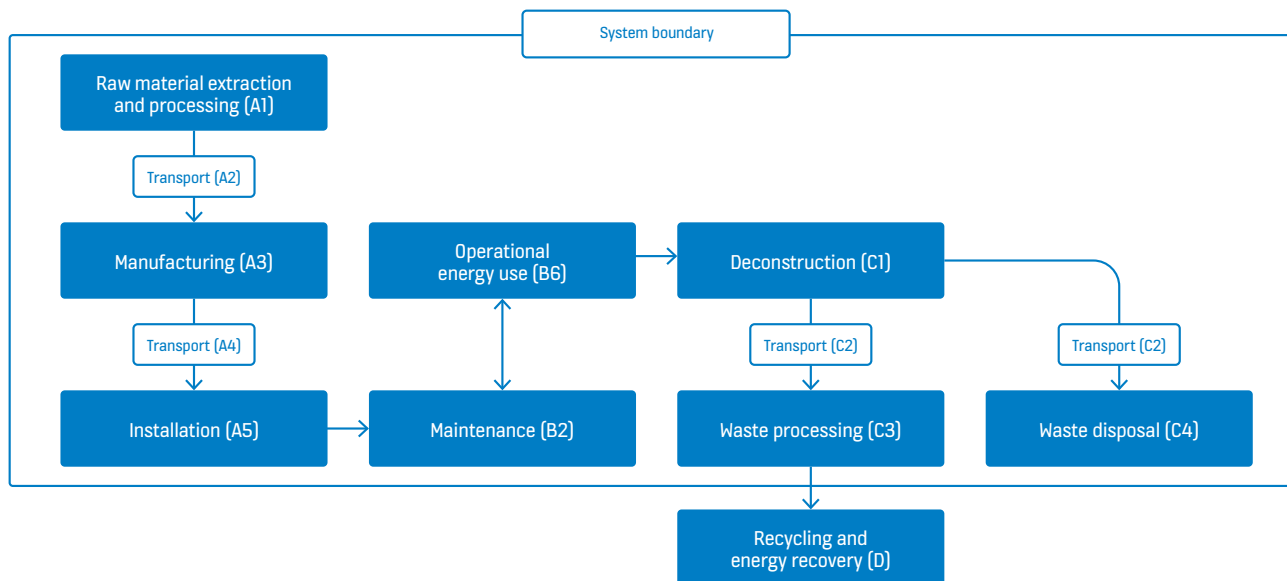 System boundary
Raw material extraction
and processing (A1)
Transport (A2)
Manufacturing (A3)
Operational
energy use (B6)
Deconstruction (C1)
Transport (A4)
Transport (C2)
Transport (C2)
Installation (A5)
Maintenance (B2)
Waste processing (C3)
Waste disposal (C4)
Recycling and
energy recovery (D)